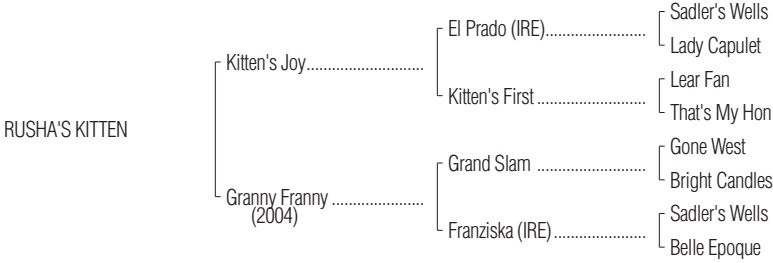 Sadler's Wells
El Prado (IRE)
Lady Capulet
Kitten's Joy
Lear Fan
Kitten's First
That's My Hon
RUSHA'S KITTEN
Gone West
Grand Slam
Bright Candles
Granny Franny
(2004)
Sadler's Wells
Franziska (IRE)
Belle Epoque